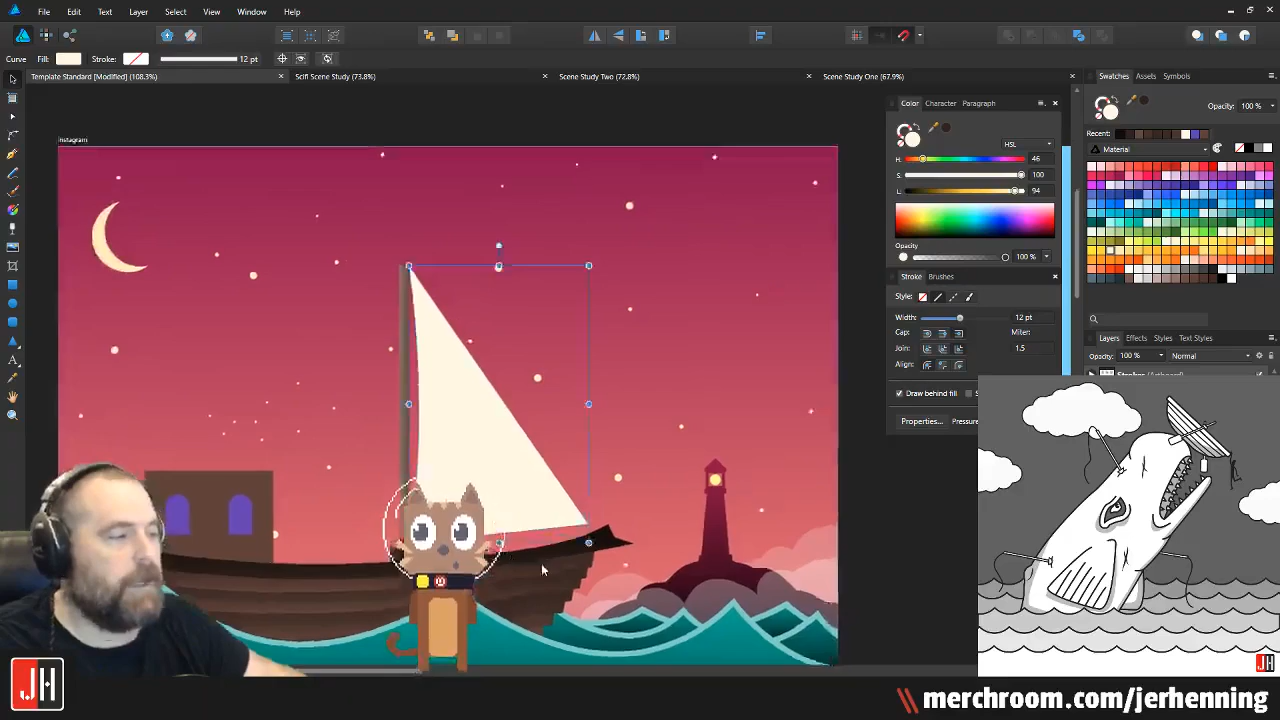 File Edit Text Layer Select View Window Help
Curve Fill: Stroke: 12 pt
Template Standard [Modified] (108.3%) Scifi Scene Study (73.8%) Scene Study Two (72.8%) Scene Study One (67.9%)
Swatches Assets Symbols
Color Character Paragraph
Opacity: 100 %
HSL
Recent:
Material
H: 46
S: 100
L: 94
Opacity
100 %
Stroke Brushes
Style:
Width: 12 pt
Cap: Miter:
Join: 1.5
Align:
Draw behind fill
Properties... Pressure
Layers Effects Styles Text Styles
Opacity: 100 % Normal
instagram
JH
JH
\\ merchroom.com/jerhenning